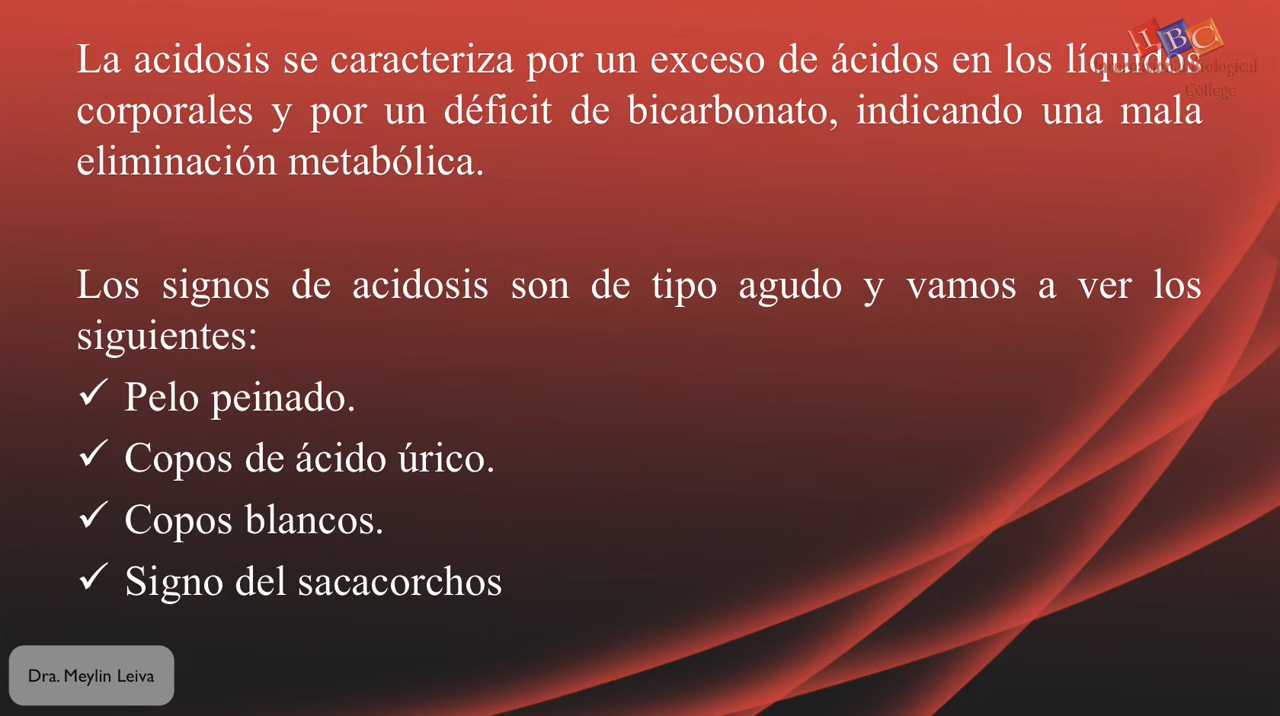 La acidosis se caracteriza por un exceso de ácidos en los líquidos
corporales y por un déficit de bicarbonato, indicando una mala
eliminación metabólica.
Los signos de acidosis son de tipo agudo y vamos a ver los
siguientes:
✓ Pelo peinado.
✓ Copos de ácido úrico.
✓ Copos blancos.
✓ Signo del sacacorchos
IBC
International Biological
College
Dra. Meylin Leiva